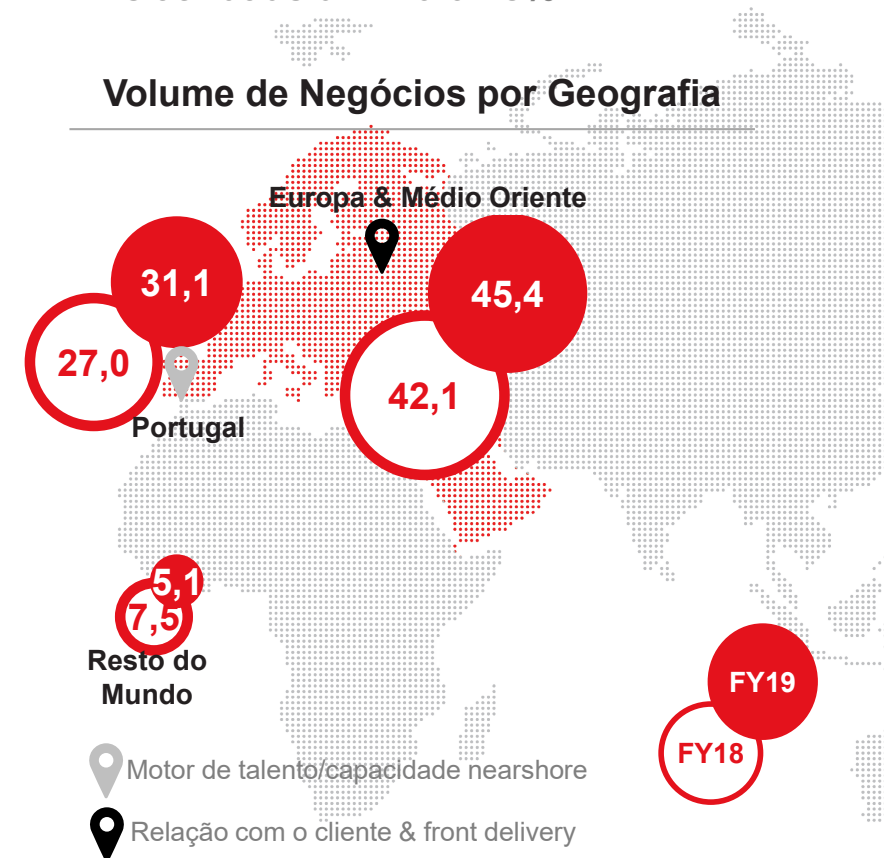 Volume de Negócios por Geografia
Europa & Médio Oriente
31,1
45,4
27,0
42,1
Portugal
5,1
7,5
Resto do
Mundo
FY19
FY18
Motor de talento/capacidade nearshore
Relação com o cliente & front delivery